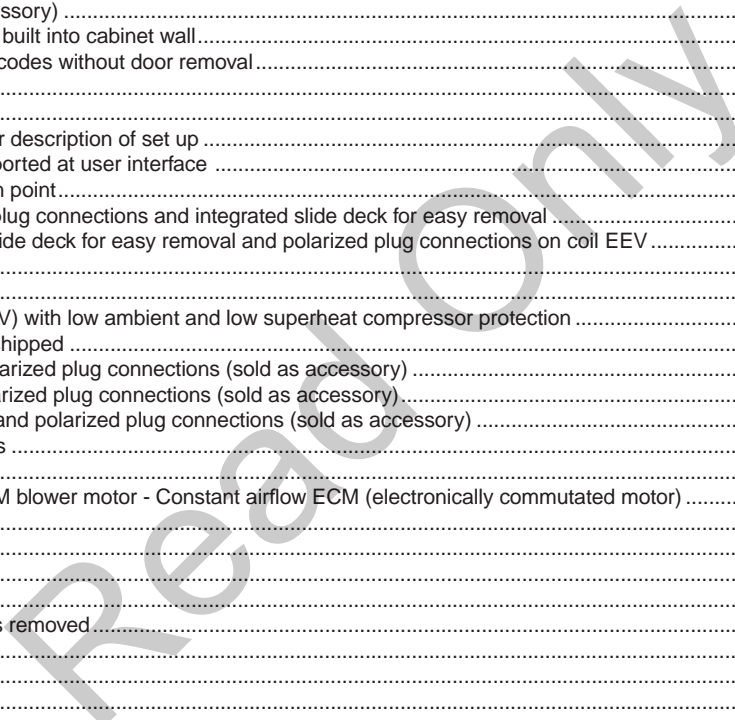 ssory) ..........
built into cabinet wall..........
codes without door removal..........
..........
..........
r description of set up ..........
orted at user interface ..........
n point..........
plug connections and integrated slide deck for easy removal ..........
ide deck for easy removal and polarized plug connections on coil EEV ..........
..........
..........
V) with low ambient and low superheat compressor protection ..........
hipped ..........
arized plug connections (sold as accessory) ..........
rized plug connections (sold as accessory)..........
and polarized plug connections (sold as accessory) ..........
s ..........
..........
M blower motor - Constant airflow ECM (electronically commutated motor) ..........
..........
..........
..........
..........
s removed ..........
..........
..........
..........
Read Only